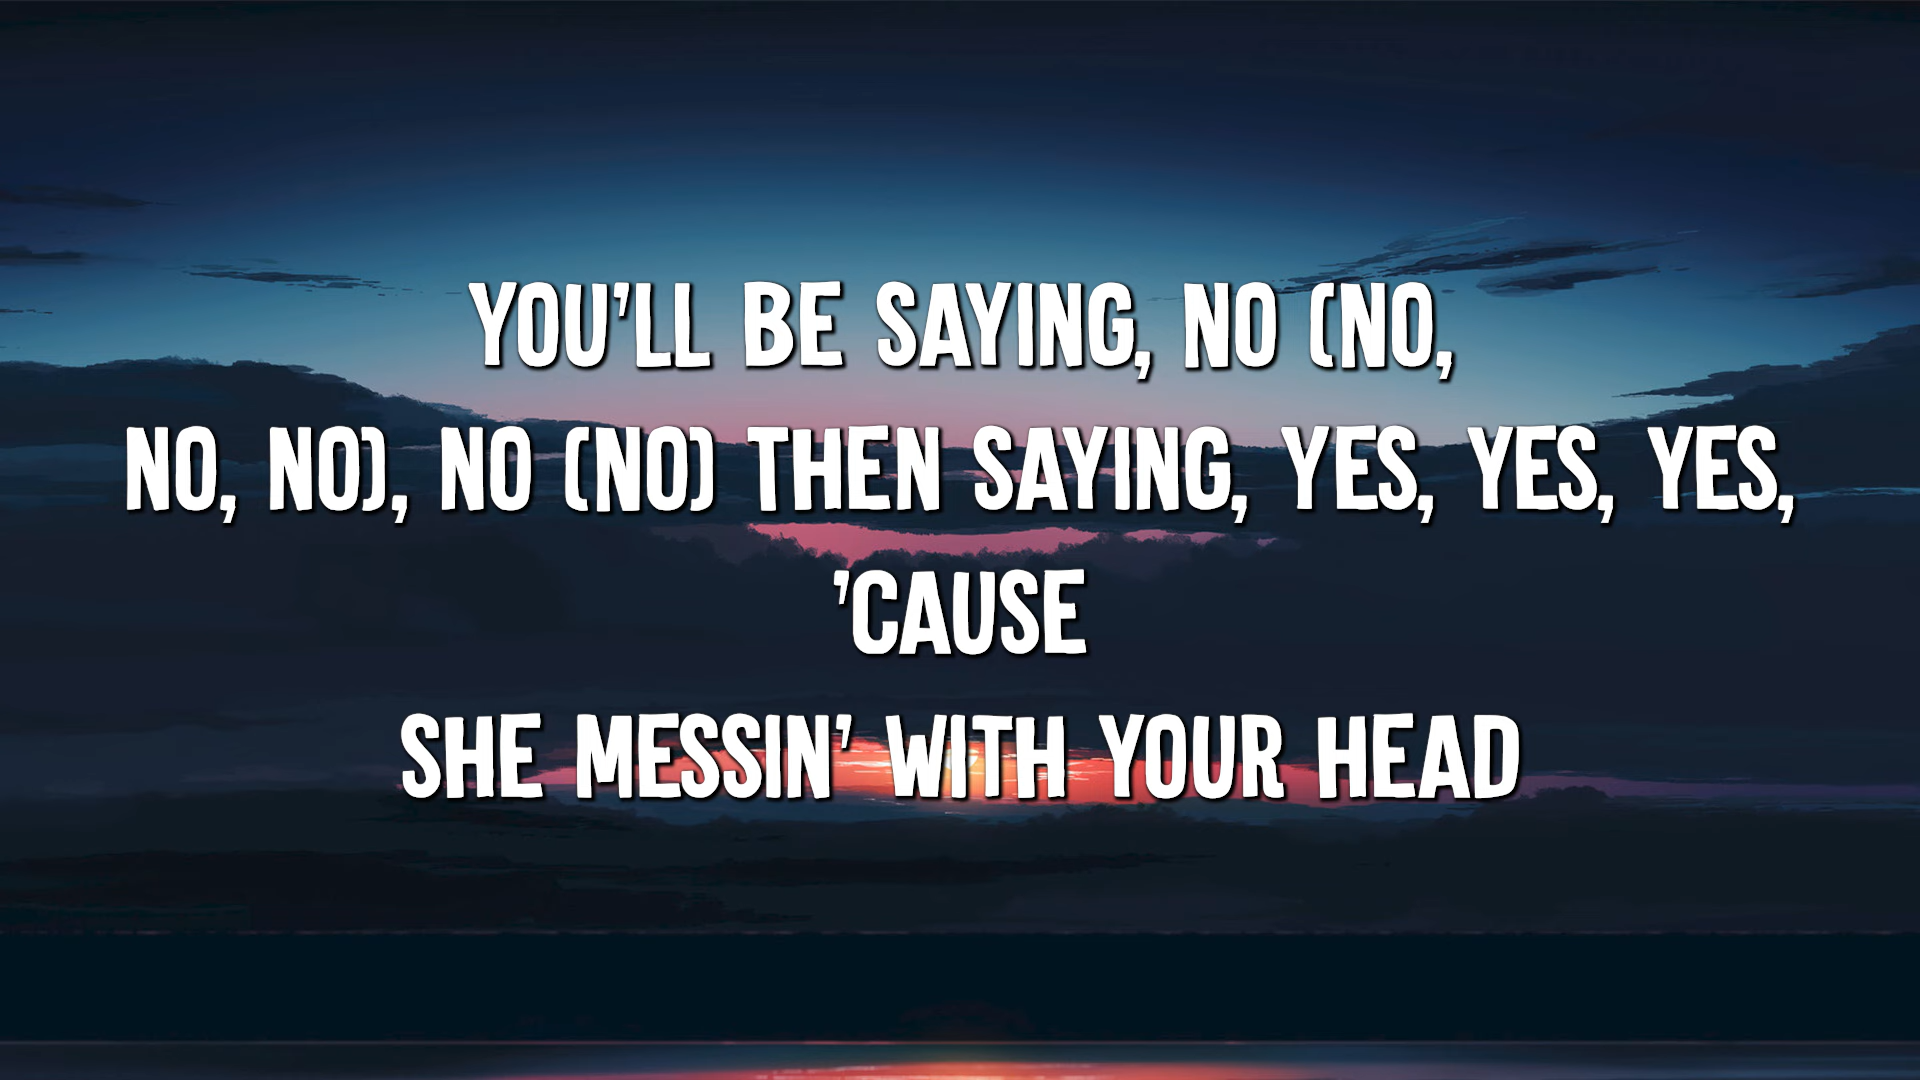 YOU'LL BE SAYING, NO (NO,
NO, NO), NO (NO) THEN SAYING, YES, YES, YES,
'CAUSE
SHE MESSIN' WITH YOUR HEAD